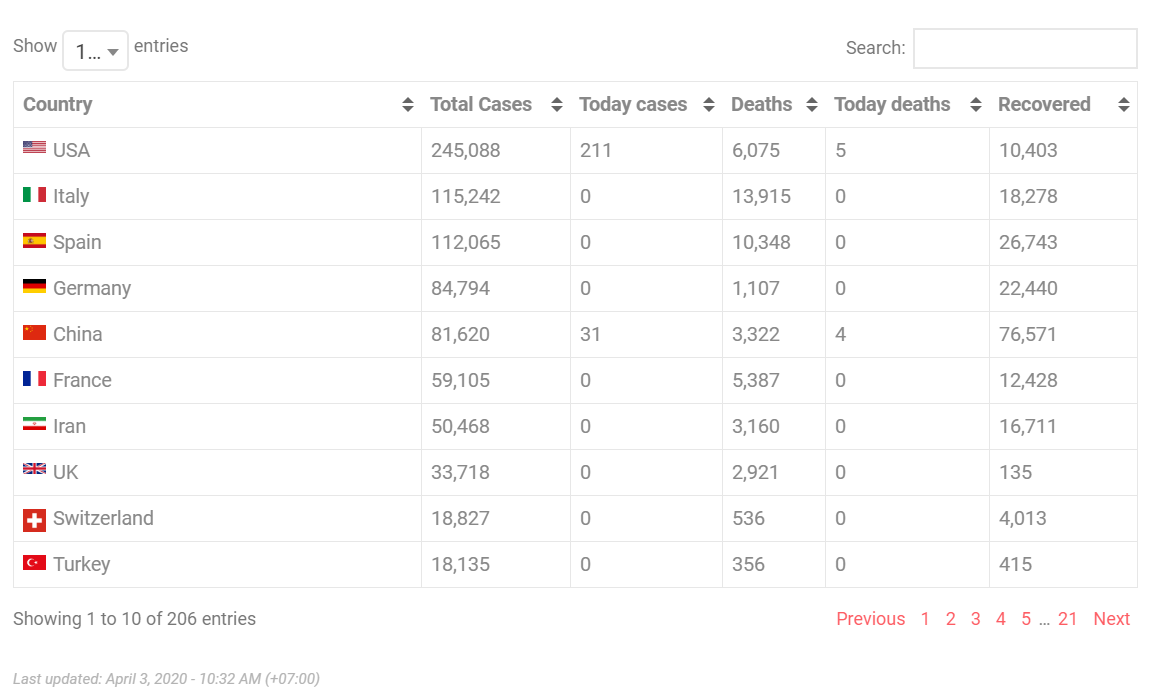 Show 1... entries Search:
Country Total Cases Today cases Deaths Today deaths Recovered
USA 245,088 211 6,075 5 10,403
Italy 115,242 0 13,915 0 18,278
Spain 112,065 0 10,348 0 26,743
Germany 84,794 0 1,107 0 22,440
China 81,620 31 3,322 4 76,571
France 59,105 0 5,387 0 12,428
Iran 50,468 0 3,160 0 16,711
UK 33,718 0 2,921 0 135
Switzerland 18,827 0 536 0 4,013
Turkey 18,135 0 356 0 415
Showing 1 to 10 of 206 entries Previous 1 2 3 4 5 ... 21 Next
Last updated: April 3, 2020 - 10:32 AM (+07:00)